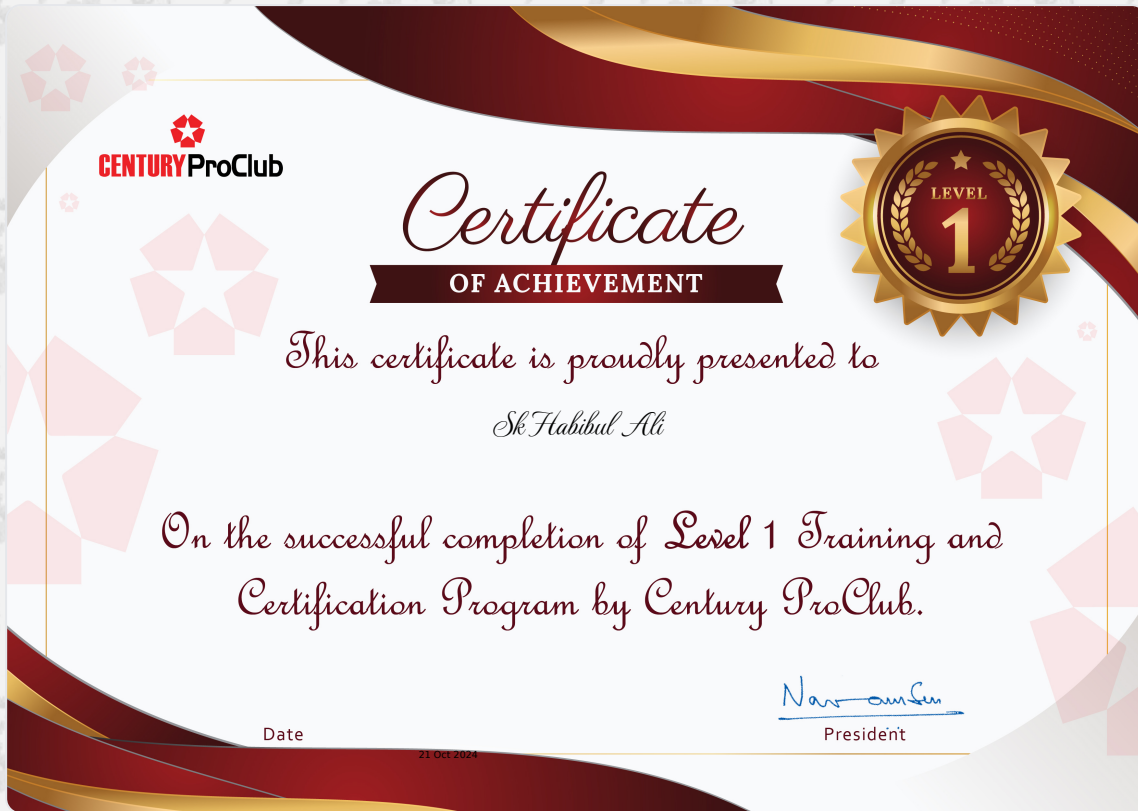 CENTURY ProClub
LEVEL
1
Certificate
OF ACHIEVEMENT
This certificate is proudly presented to
Sk Habibul Ali
On the successful completion of Level 1 Training and
Certification Program by Century ProClub.
Date
President
21 Oct 2024